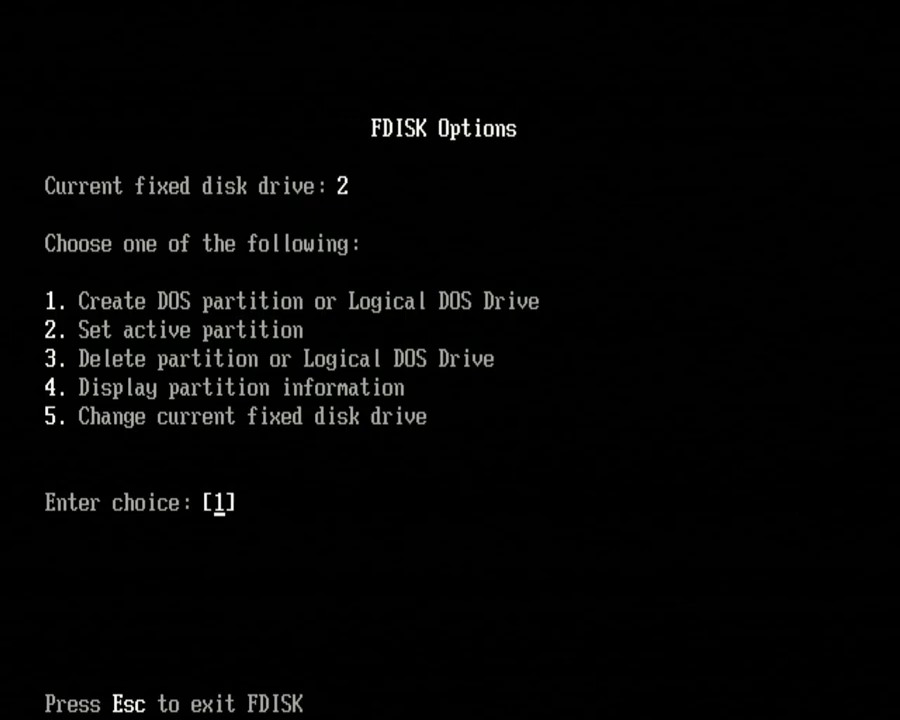 FDISK Options
Current fixed disk drive: 2
Choose one of the following:
1. Create DOS partition or Logical DOS Drive
2. Set active partition
3. Delete partition or Logical DOS Drive
4. Display partition information
5. Change current fixed disk drive
Enter choice: [1]
Press Esc to exit FDISK